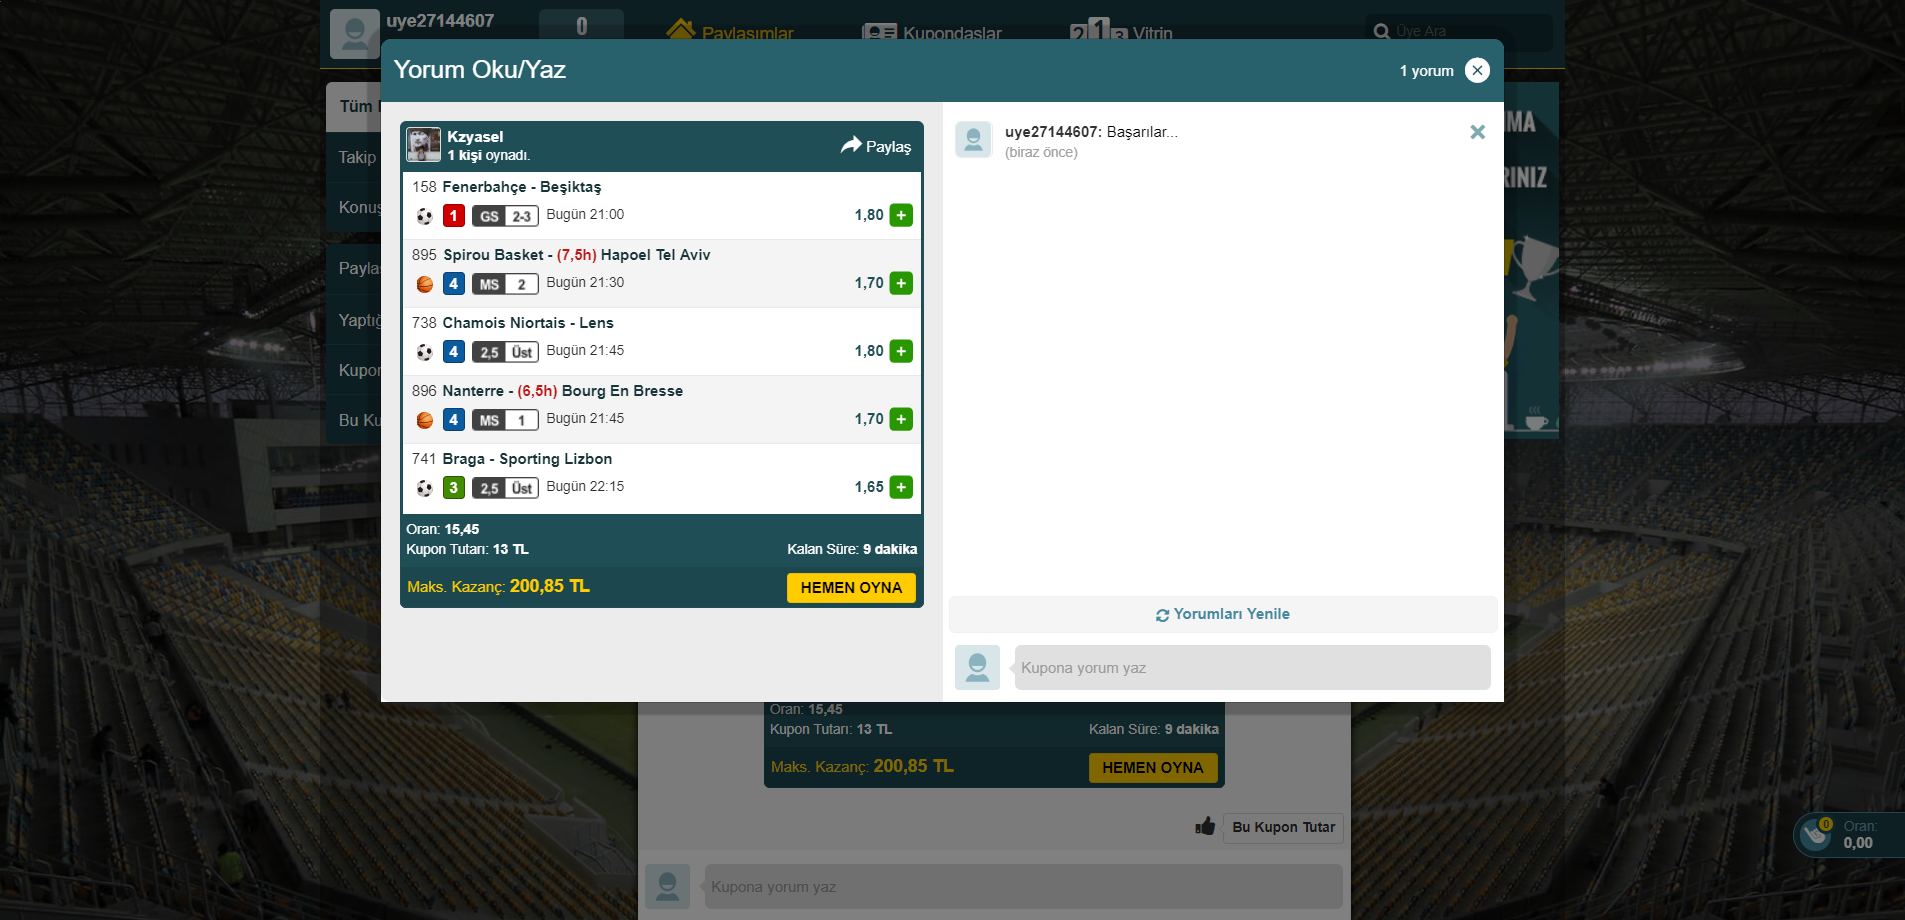 uye27144607
0
Paylaşımlar
Kupondaşlar
2 1 3 Vitrin
Üye Ara
Yorum Oku/Yaz
1 yorum
Tüm
Takip
Konuş
Payla
Yaptığ
Kupon
Bu Ku
Kzyasel
1 kişi oynadı.
Paylaş
158 Fenerbahçe - Beşiktaş
1 GS 2-3 Bugün 21:00 1,80 +
895 Spirou Basket - (7,5h) Hapoel Tel Aviv
4 MS 2 Bugün 21:30 1,70 +
738 Chamois Niortais - Lens
4 2,5 Üst Bugün 21:45 1,80 +
896 Nanterre - (6,5h) Bourg En Bresse
4 MS 1 Bugün 21:45 1,70 +
741 Braga - Sporting Lizbon
3 2,5 Üst Bugün 22:15 1,65 +
Oran: 15,45
Kupon Tutarı: 13 TL
Kalan Süre: 9 dakika
Maks. Kazanç: 200,85 TL
HEMEN OYNA
uye27144607: Başarılar...
(biraz önce)
Yorumları Yenile
Kupona yorum yaz
MA
RINIZ
Oran: 15,45
Kupon Tutarı: 13 TL
Kalan Süre: 9 dakika
Maks. Kazanç: 200,85 TL
HEMEN OYNA
Bu Kupon Tutar
Kupona yorum yaz
0
Oran:
0,00